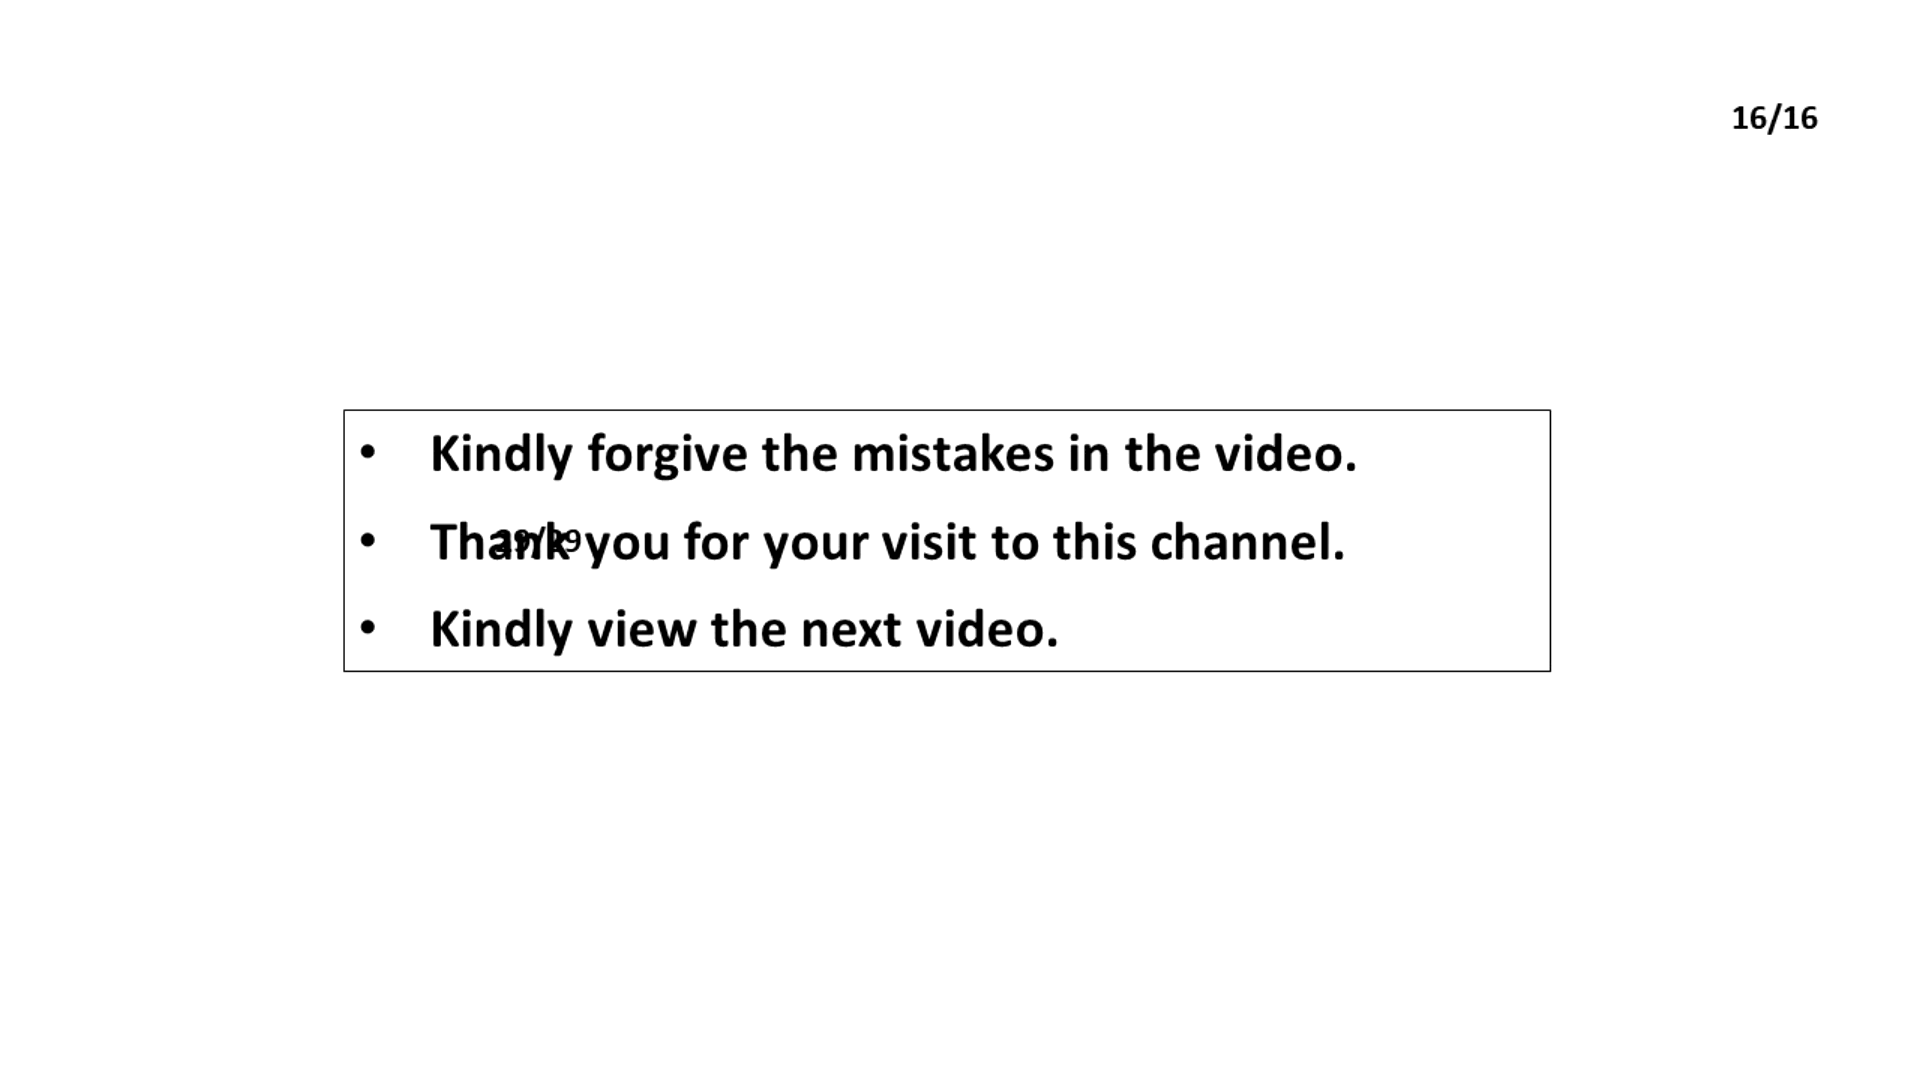 16/16
• Kindly forgive the mistakes in the video.
• Thank you for your visit to this channel.
• Kindly view the next video.